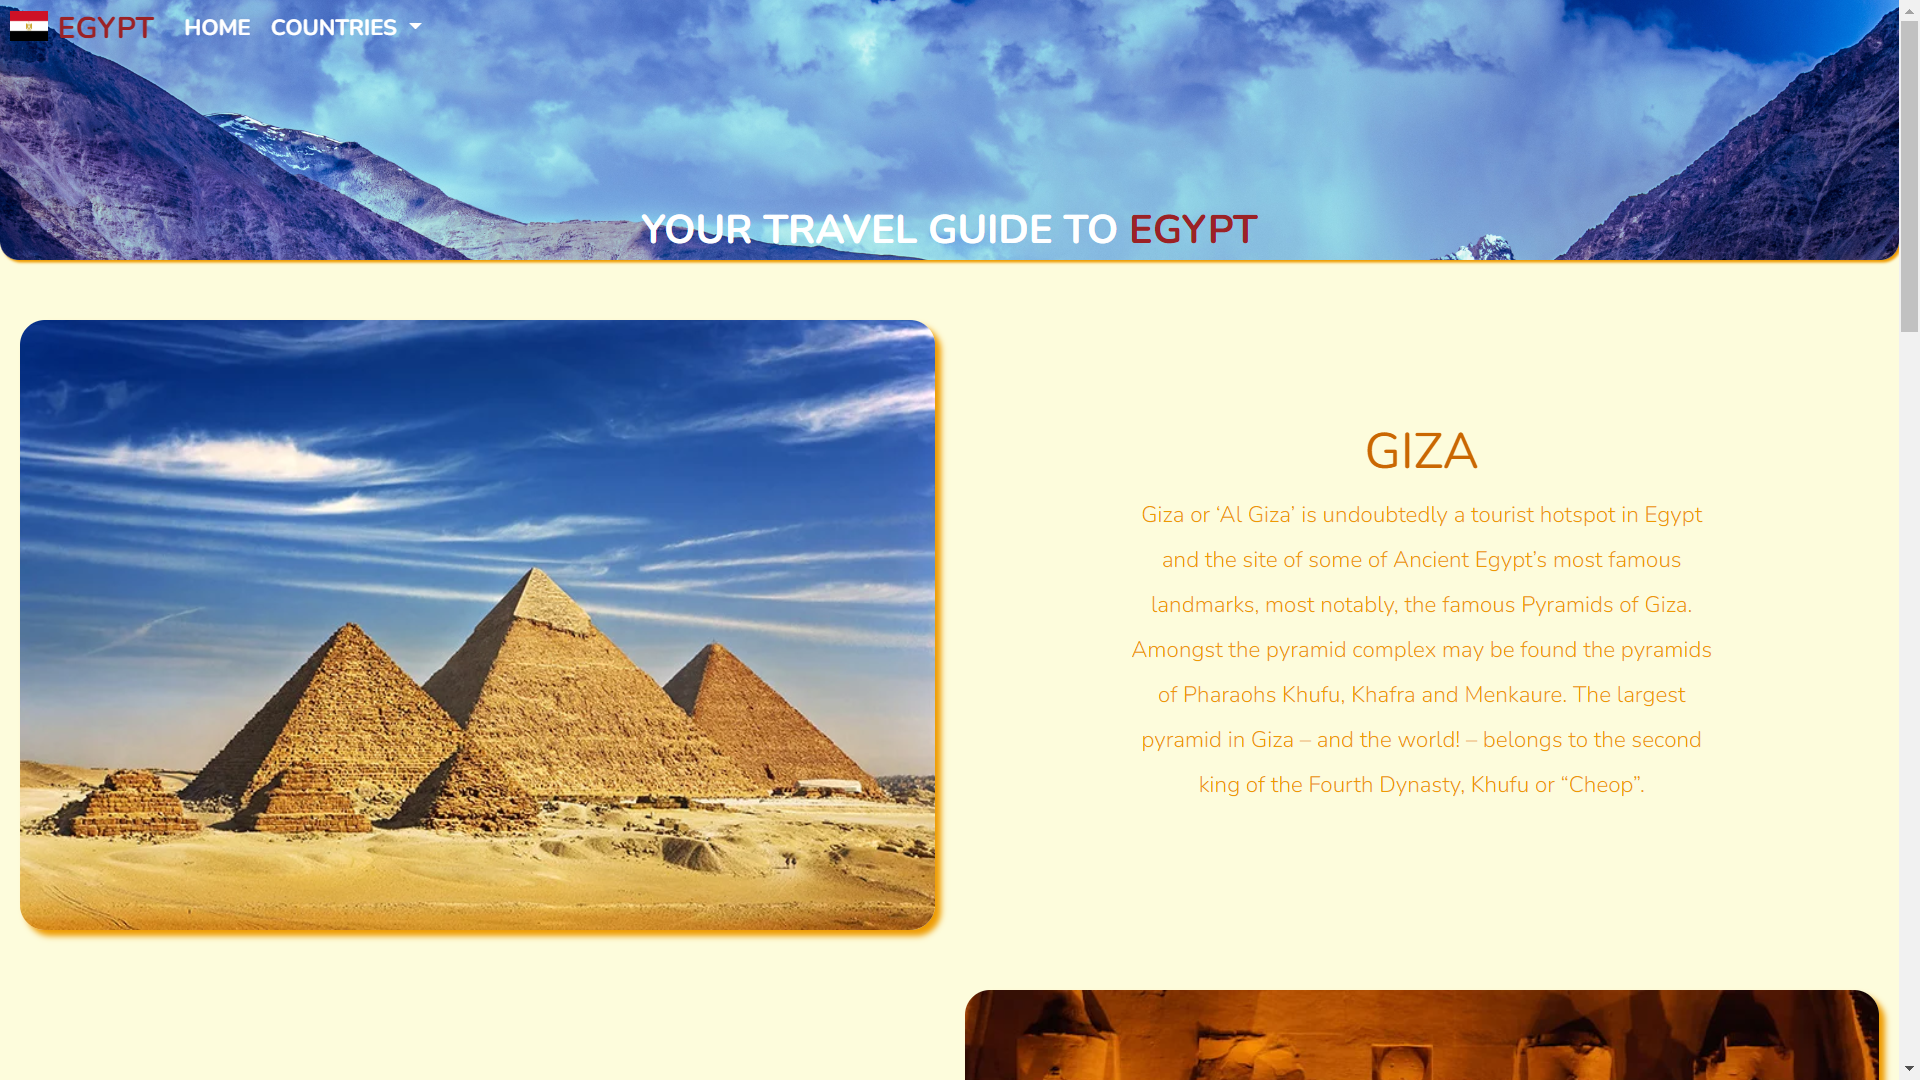 EGYPT HOME COUNTRIES
YOUR TRAVEL GUIDE TO EGYPT
GIZA
Giza or ‘Al Giza’ is undoubtedly a tourist hotspot in Egypt
and the site of some of Ancient Egypt’s most famous
landmarks, most notably, the famous Pyramids of Giza.
Amongst the pyramid complex may be found the pyramids
of Pharaohs Khufu, Khafra and Menkaure. The largest
pyramid in Giza – and the world! – belongs to the second
king of the Fourth Dynasty, Khufu or “Cheop”.